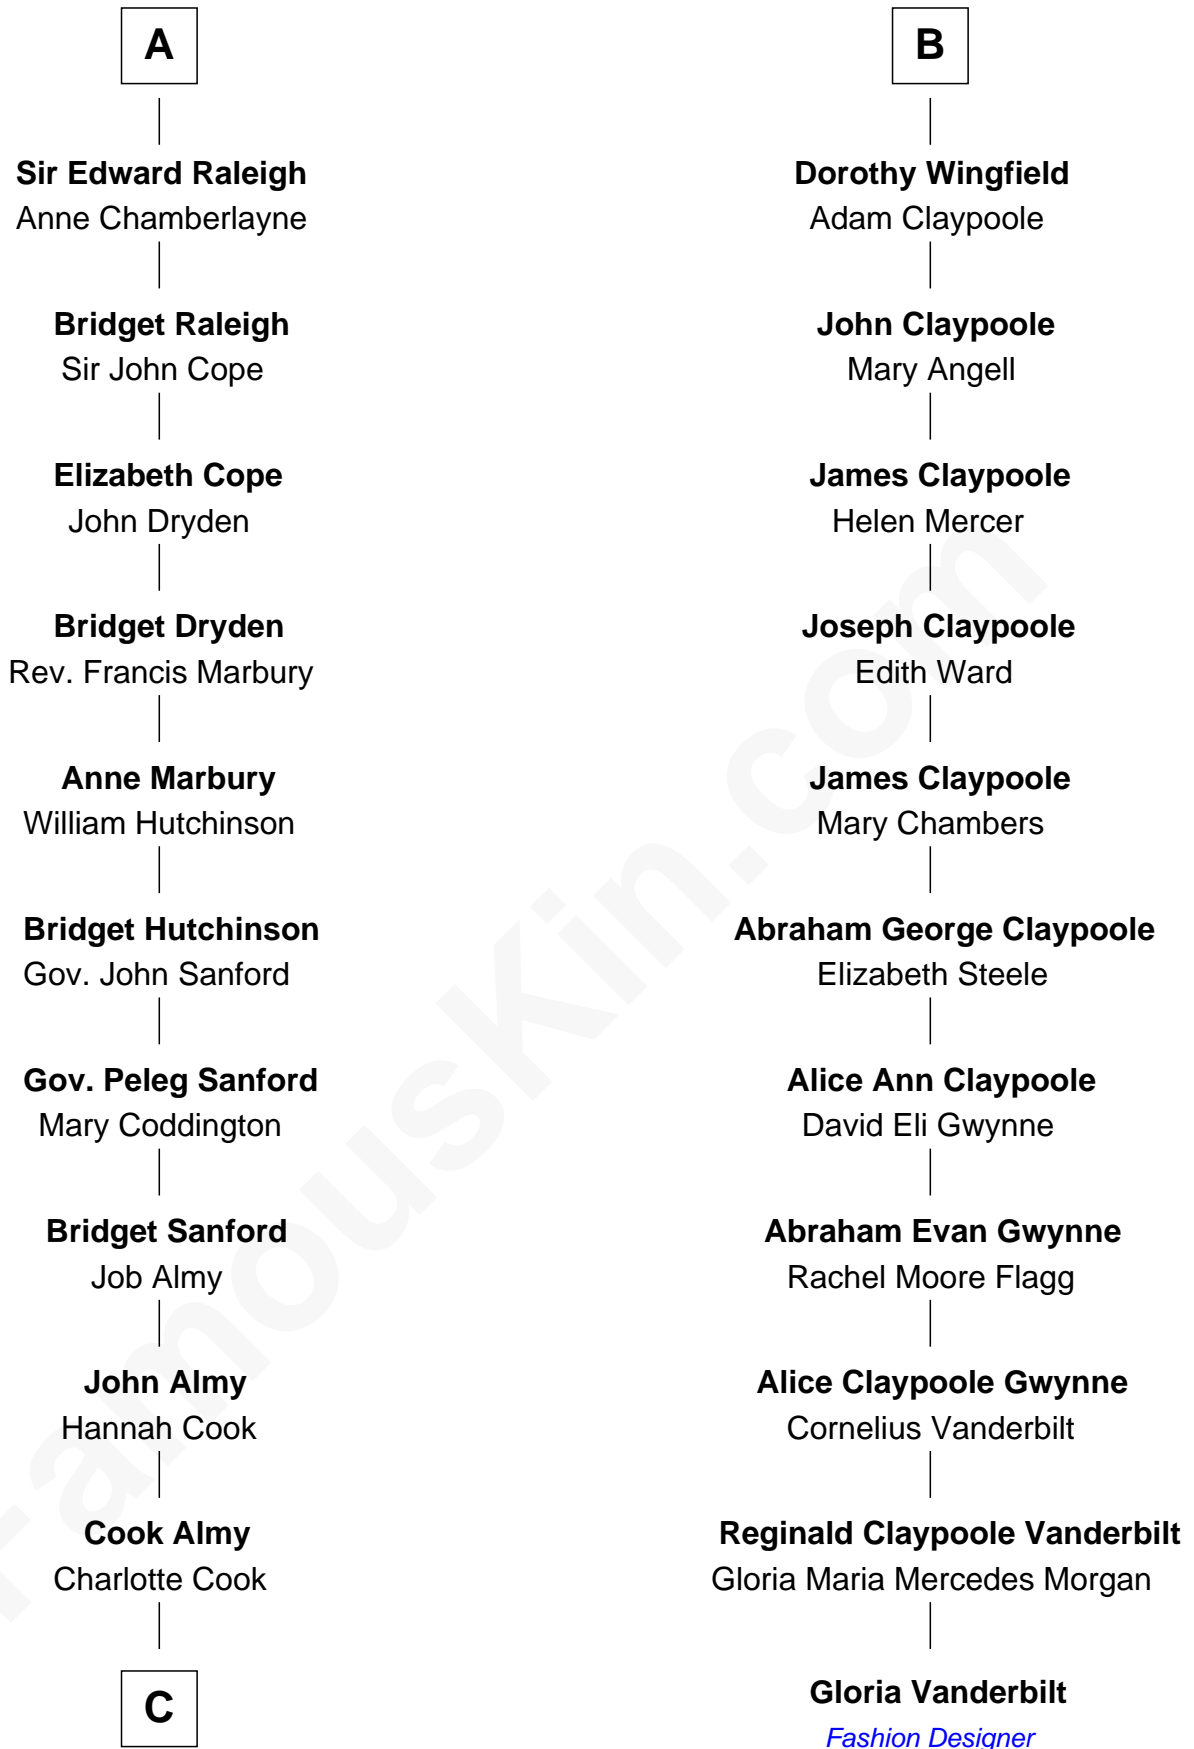 A
Sir Edward Raleigh
Anne Chamberlayne
Bridget Raleigh
Sir John Cope
Elizabeth Cope
John Dryden
Bridget Dryden
Rev. Francis Marbury
Anne Marbury
William Hutchinson
Bridget Hutchinson
Gov. John Sanford
Gov. Peleg Sanford
Mary Coddington
Bridget Sanford
Job Almy
John Almy
Hannah Cook
Cook Almy
Charlotte Cook
C
B
Dorothy Wingfield
Adam Claypoole
John Claypoole
Mary Angell
James Claypoole
Helen Mercer
Joseph Claypoole
Edith Ward
James Claypoole
Mary Chambers
Abraham George Claypoole
Elizabeth Steele
Alice Ann Claypoole
David Eli Gwynne
Abraham Evan Gwynne
Rachel Moore Flagg
Alice Claypoole Gwynne
Cornelius Vanderbilt
Reginald Claypoole Vanderbilt
Gloria Maria Mercedes Morgan
Gloria Vanderbilt
Fashion Designer
FamousKin.com